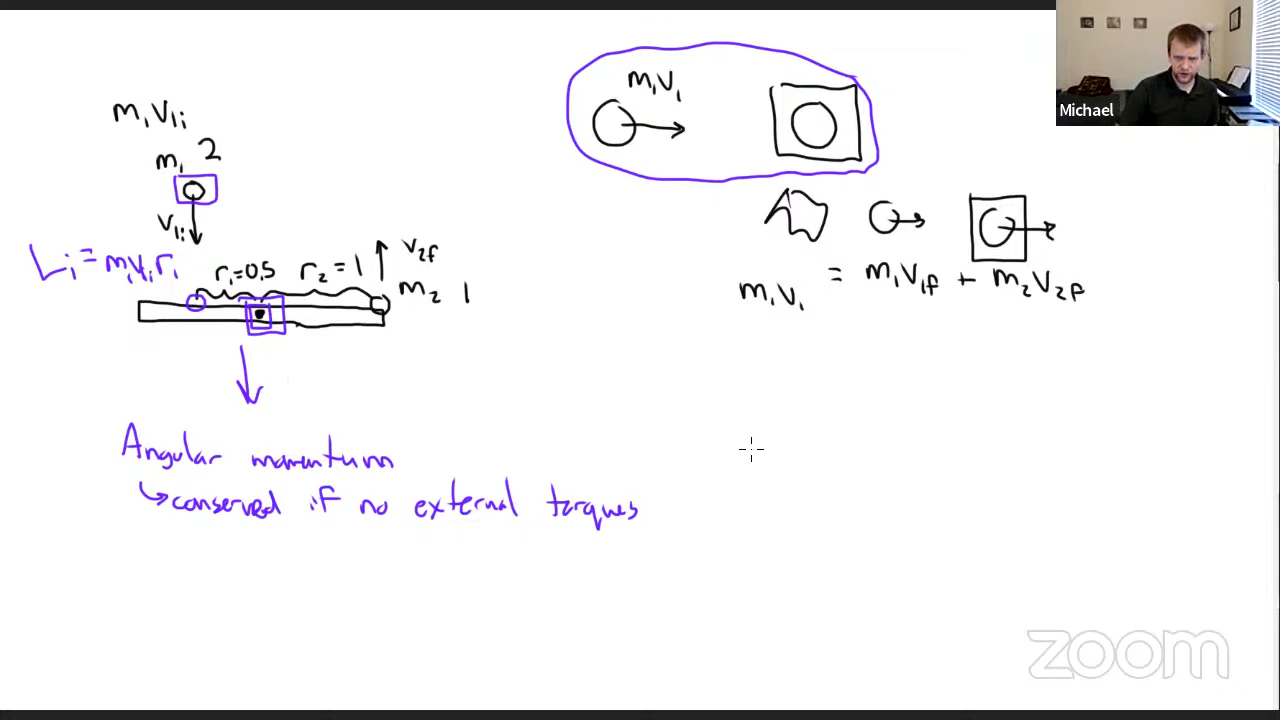 m₁v₁ᵢ
m₁ 2
v₁ᵢ
Lᵢ = m₁v₁ᵢr₁
r₁=0.5
r₂=1
v₂f
m₂ 1
Angular momentum
↳conserved if no external torques
m₁v₁
m₁v₁ = m₁v₁f + m₂v₂f
Michael
zoom